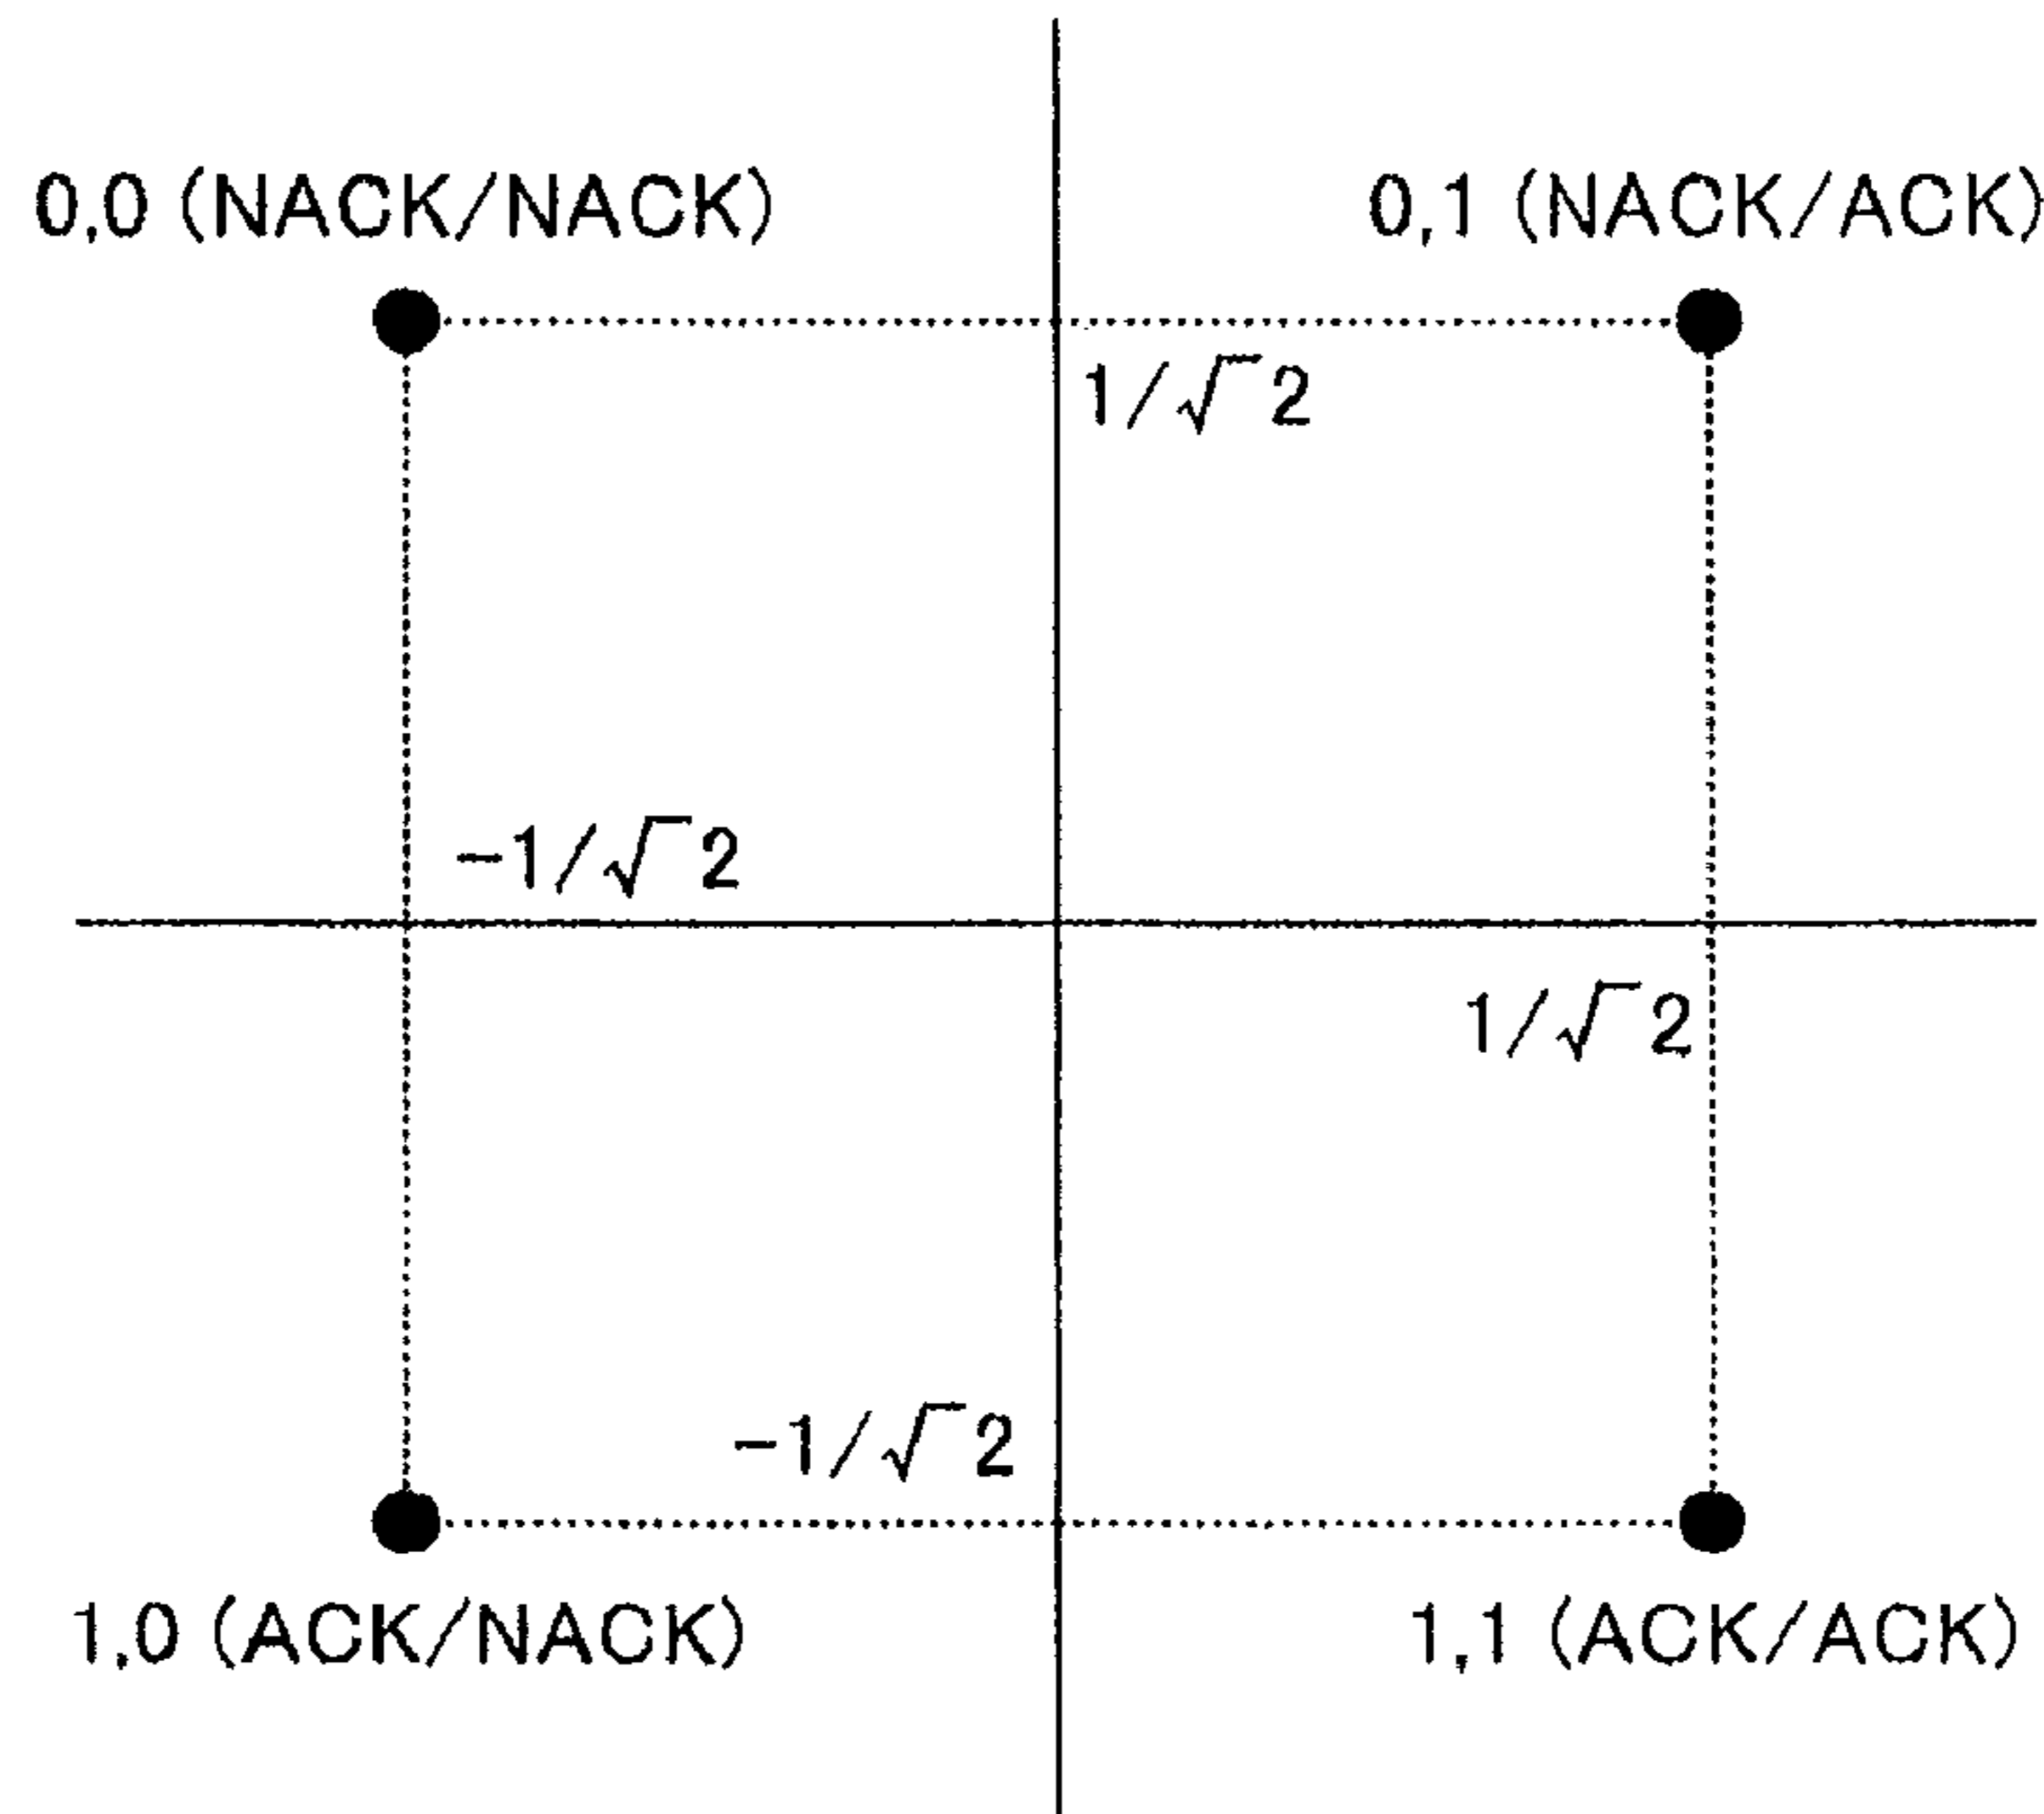 0,0 (NACK/NACK)
0,1 (NACK/ACK)
1/√2
-1/√2
1/√2
-1/√2
1,0 (ACK/NACK)
1,1 (ACK/ACK)